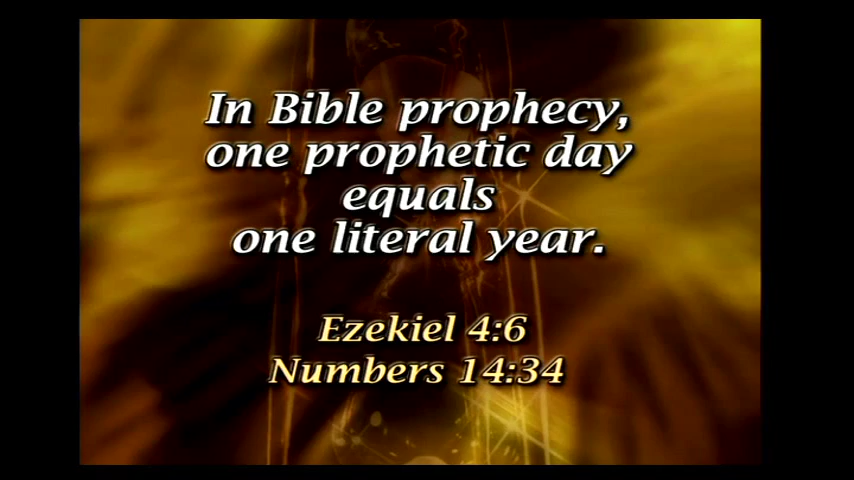 In Bible prophecy,
one prophetic day
equals
one literal year.
Ezekiel 4:6
Numbers 14:34